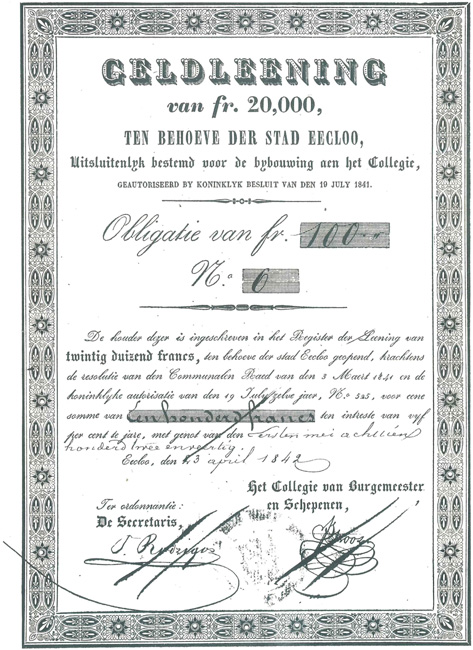 GELDLEENING
van fr. 20,000,
TEN BEHOEVE DER STAD EECLOO,
Uitsluitenlyk bestemd voor de bybouwing aen het Collegie,
GEAUTORISEERD BY KONINKLYK BESLUIT VAN DEN 19 JULY 1841.
Obligatie van fr. 100
N.o 6
De houder dezer is ingeschreven in het Register der Leening van
twintig duizend francs, ten behoeve der stad Eecloo geopend, krachtens
de resolutie van den Communalen Raed van den 3 Maert 1841 en de
koninklyke autorisatie van den 19 July zelve jaer, N.o 525, voor eene
somme van Een honderd francs ten intreste van vyf
per cent 's jare, met genot van den eersten mei achttien
honderd twee en veertig
Eecloo, den 3 april 1842
Het Collegie van Burgemeester
en Schepenen,
Ter ordonnantie:
De Secretaris,